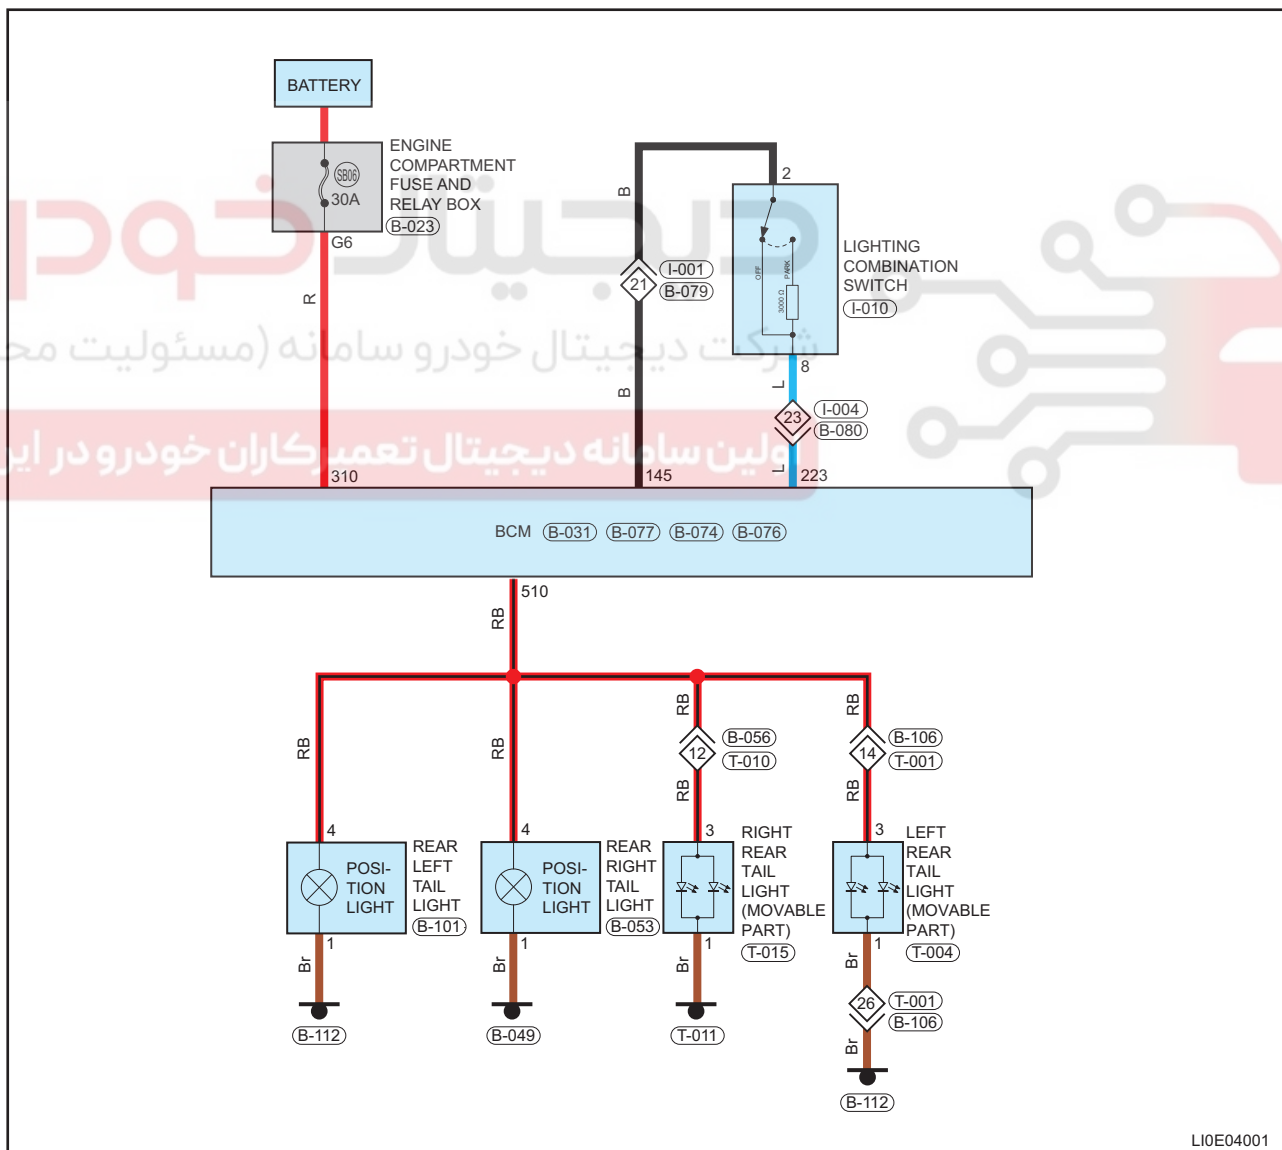 BATTERY
ENGINE
COMPARTMENT
FUSE AND
RELAY BOX
B-023
SB06
30A
G6
R
310
B
2
I-001
21
B-079
B
145
OFF
PARK
3000 Ω
LIGHTING
COMBINATION
SWITCH
I-010
8
L
I-004
23
B-080
L
223
دیجیتال خودرو
شرکت دیجیتال خودرو سامانه (مسئولیت مح
اولین سامانه دیجیتال تعمیرکاران خودرو در ایر
BCM B-031 B-077 B-074 B-076
510
RB
RB
RB
RB
RB
B-056
12
T-010
B-106
14
T-001
RB
RB
4
POSI-
TION
LIGHT
REAR
LEFT
TAIL
LIGHT
B-101
1
Br
B-112
4
POSI-
TION
LIGHT
REAR
RIGHT
TAIL
LIGHT
B-053
1
Br
B-049
3
RIGHT
REAR
TAIL
LIGHT
(MOVABLE
PART)
T-015
1
Br
T-011
3
LEFT
REAR
TAIL
LIGHT
(MOVABLE
PART)
T-004
1
Br
T-001
26
B-106
Br
B-112
LI0E04001